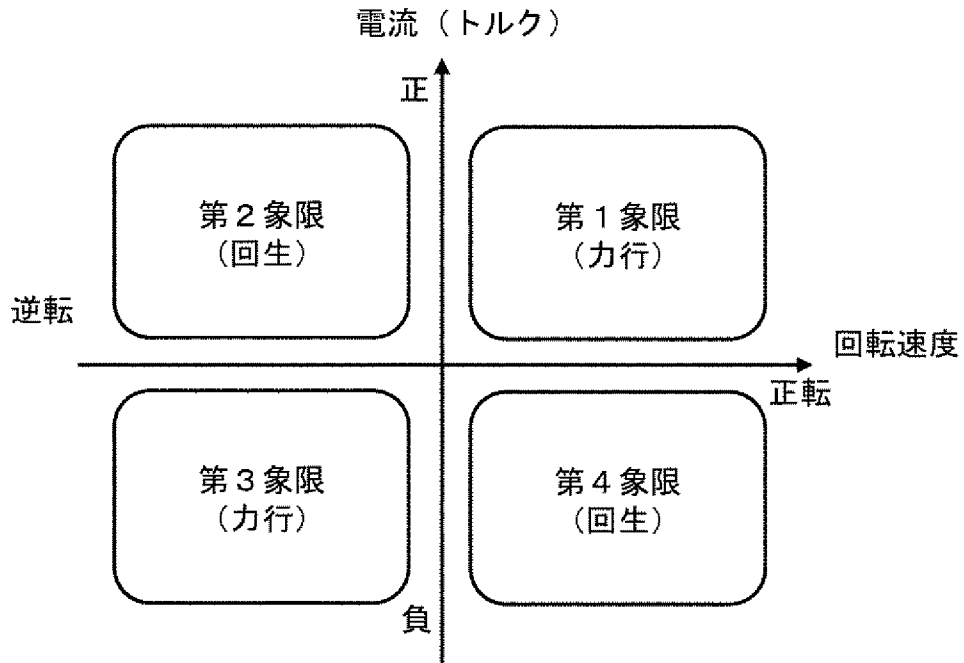 電流（トルク）
正
第２象限
（回生）
第１象限
（力行）
逆転
回転速度
正転
第３象限
（力行）
第４象限
（回生）
負